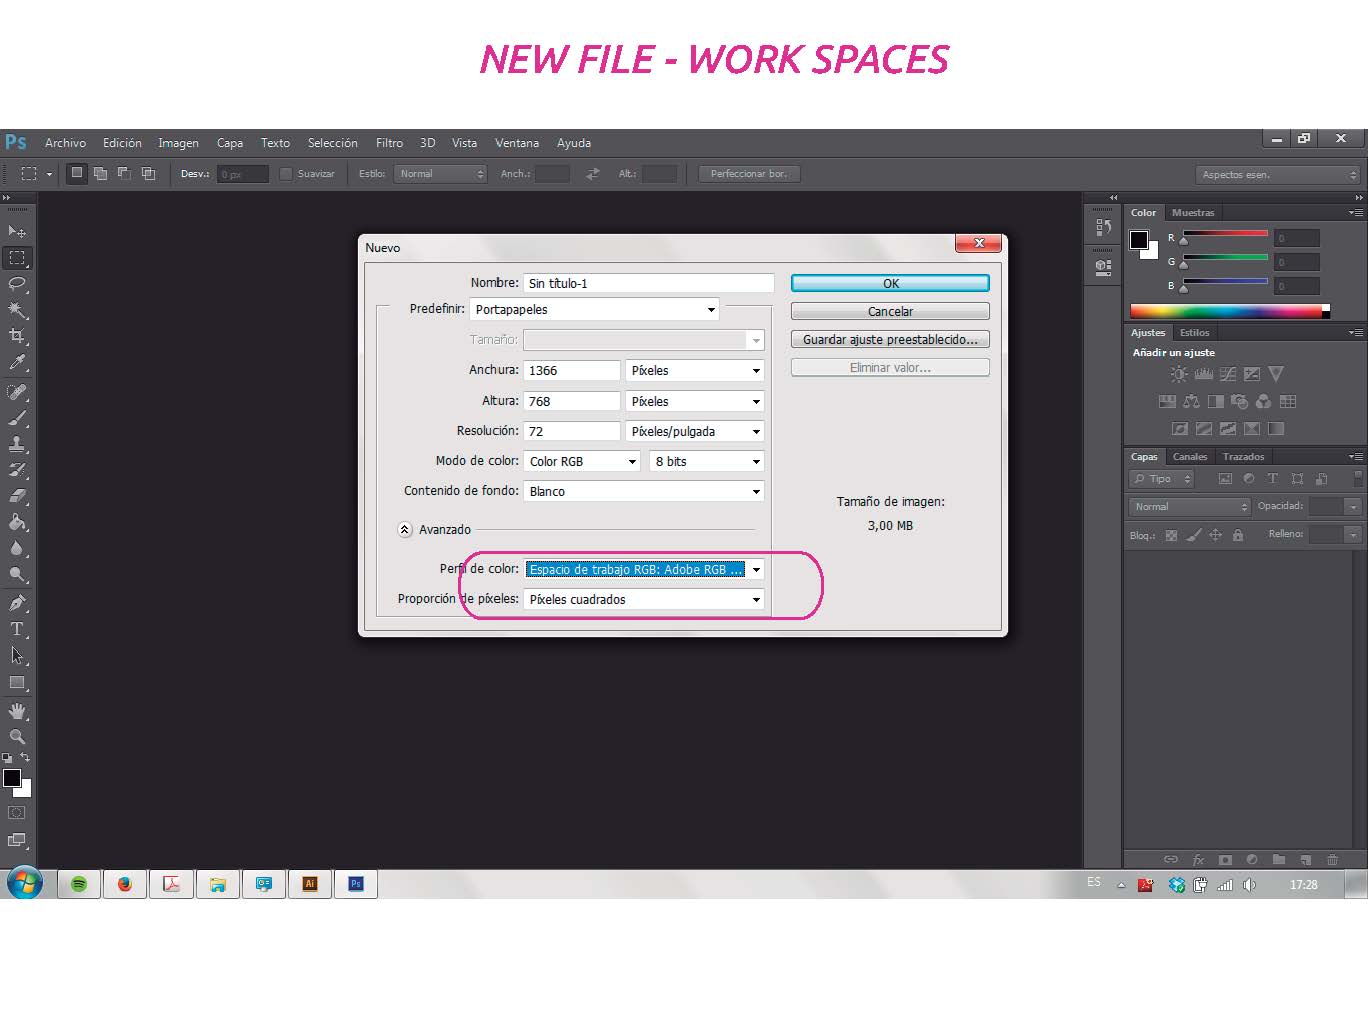 NEW FILE - WORK SPACES
Ps Archivo Edición Imagen Capa Texto Selección Filtro 3D Vista Ventana Ayuda
Desv.: 0 px Suavizar Estilo: Normal Anch.: Alt.: Perfeccionar bor. Aspectos esen.
Nuevo
Nombre: Sin título-1
Predefinir: Portapapeles
Tamaño:
Anchura: 1366 Píxeles
Altura: 768 Píxeles
Resolución: 72 Píxeles/pulgada
Modo de color: Color RGB 8 bits
Contenido de fondo: Blanco
Avanzado
Perfil de color: Espacio de trabajo RGB: Adobe RGB ...
Proporción de píxeles: Píxeles cuadrados
OK
Cancelar
Guardar ajuste preestablecido...
Eliminar valor...
Tamaño de imagen:
3,00 MB
Color Muestras
R 0
G 0
B 0
Ajustes Estilos
Añadir un ajuste
Capas Canales Trazados
Tipo
Normal Opacidad:
Bloq.: Relleno:
fx
T
Ai Ps ES 17:28